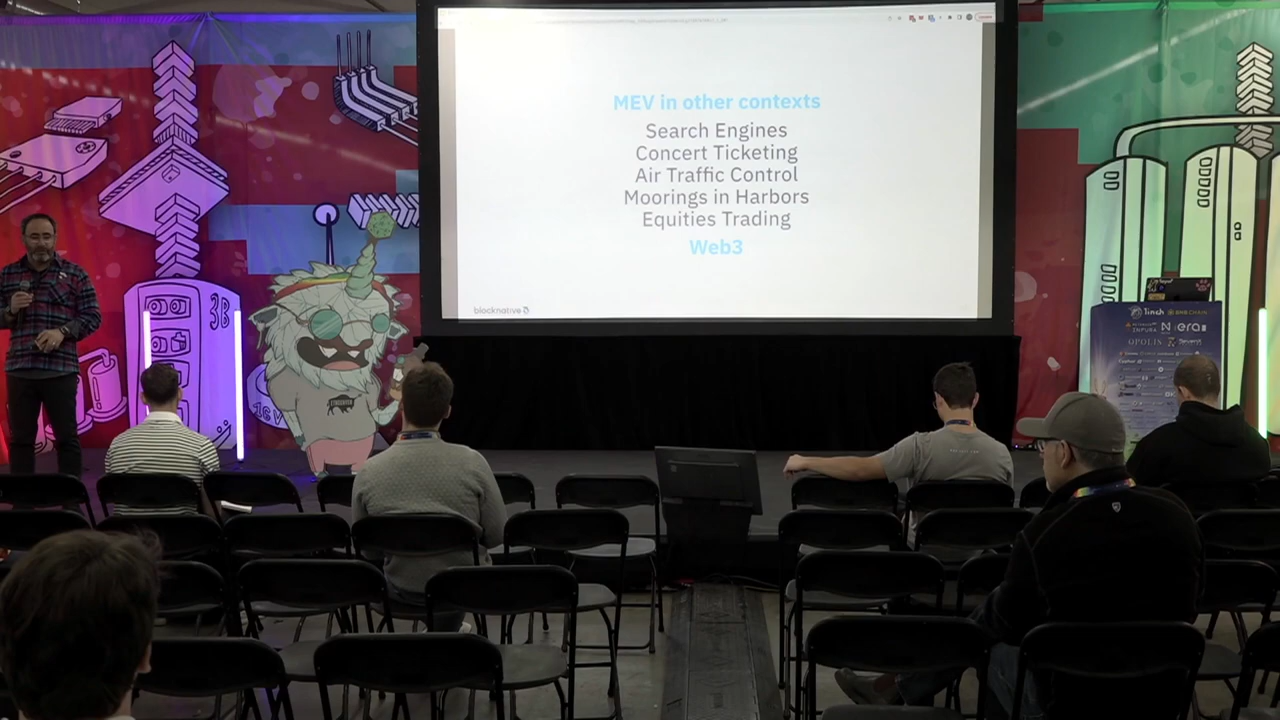 MEV in other contexts
Search Engines
Concert Ticketing
Air Traffic Control
Moorings in Harbors
Equities Trading
Web3
blocknative
1inch
BNB CHAIN
INFURA
Niera
OPOLIS